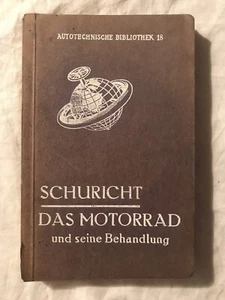 AUTOTECHNISCHE BIBLIOTHEK 18
SCHURICHT
DAS MOTORRAD
und seine Behandlung